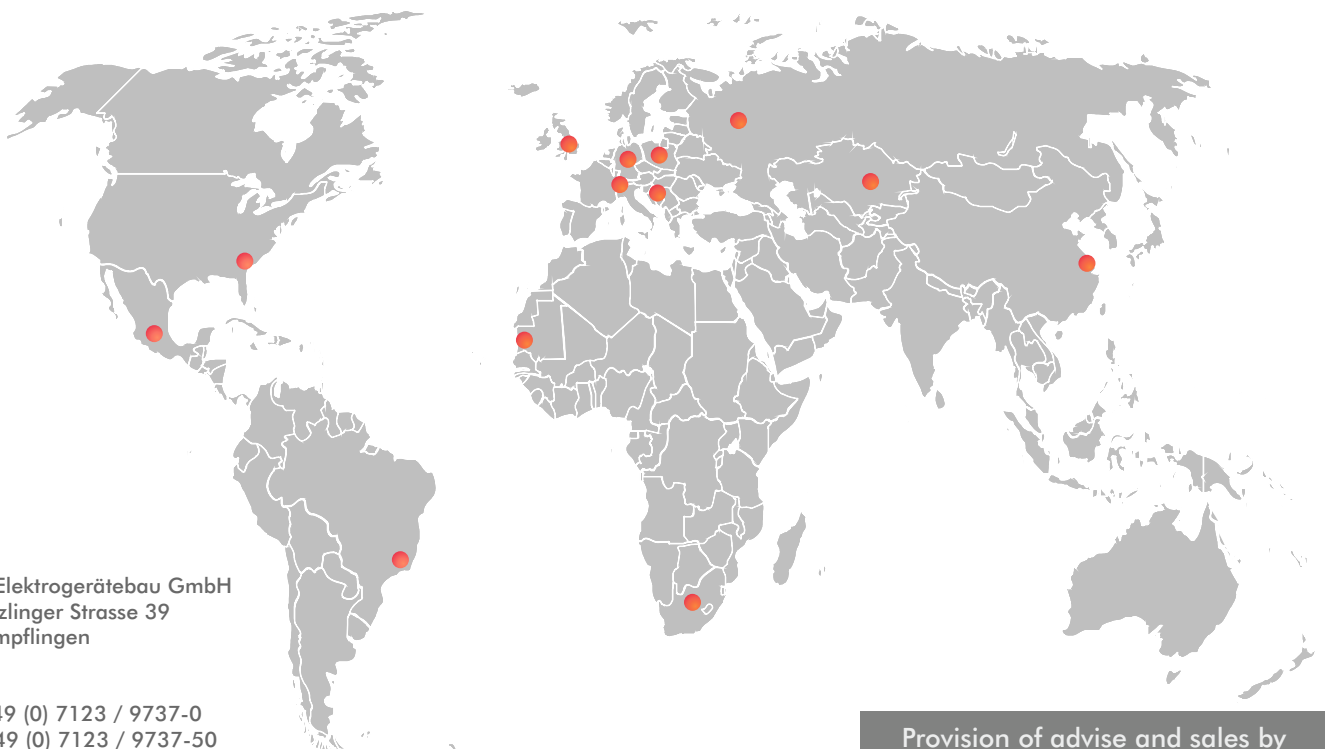 Elektrogerätebau GmbH
zlinger Strasse 39
mpflingen
49 (0) 7123 / 9737-0
49 (0) 7123 / 9737-50
Provision of advise and sales by